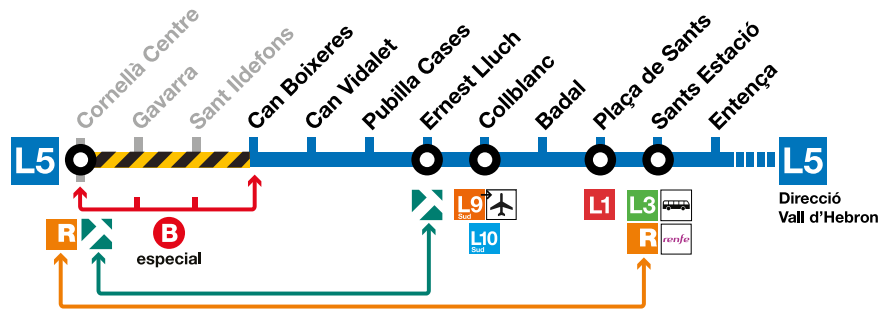 Cornellà Centre
Gavarra
Sant Ildefons
Can Boixeres
Can Vidalet
Pubilla Cases
Ernest Lluch
Collblanc
Badal
Plaça de Sants
Sants Estació
Entença
L5
L5
Direcció
Vall d'Hebron
L9
Sud
L1
L3
R
B
L10
Sud
R
renfe
especial